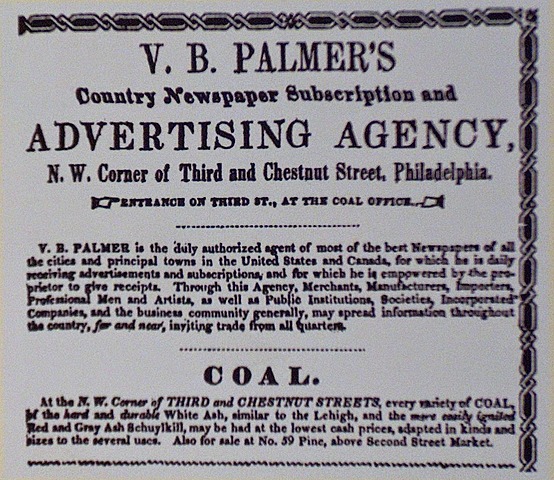 V. B. PALMER'S
Country Newspaper Subscription and
ADVERTISING AGENCY,
N. W. Corner of Third and Chestnut Street, Philadelphia.
ENTRANCE ON THIRD ST., AT THE COAL OFFICE.
V. B. PALMER is the duly authorized agent of most of the best Newspapers of all
the cities and principal towns in the United States and Canada, for which he is daily
receiving advertisements and subscriptions, and for which he is empowered by the pro-
prietor to give receipts. Through this Agency, Merchants, Manufacturers, Importers,
Professional Men and Artists, as well as Public Institutions, Societies, Incorporated
Companies, and the business community generally, may spread information throughout
the country, far and near, inviting trade from all quarters.
COAL.
At the N. W. Corner of THIRD and CHESTNUT STREETS, every variety of COAL,
of the hard and durable White Ash, similar to the Lehigh, and the more easily ignited
Red and Gray Ash Schuylkill, may be had at the lowest cash prices, adapted in kinds and
sizes to the several uses. Also for sale at No. 59 Pine, above Second Street Market.